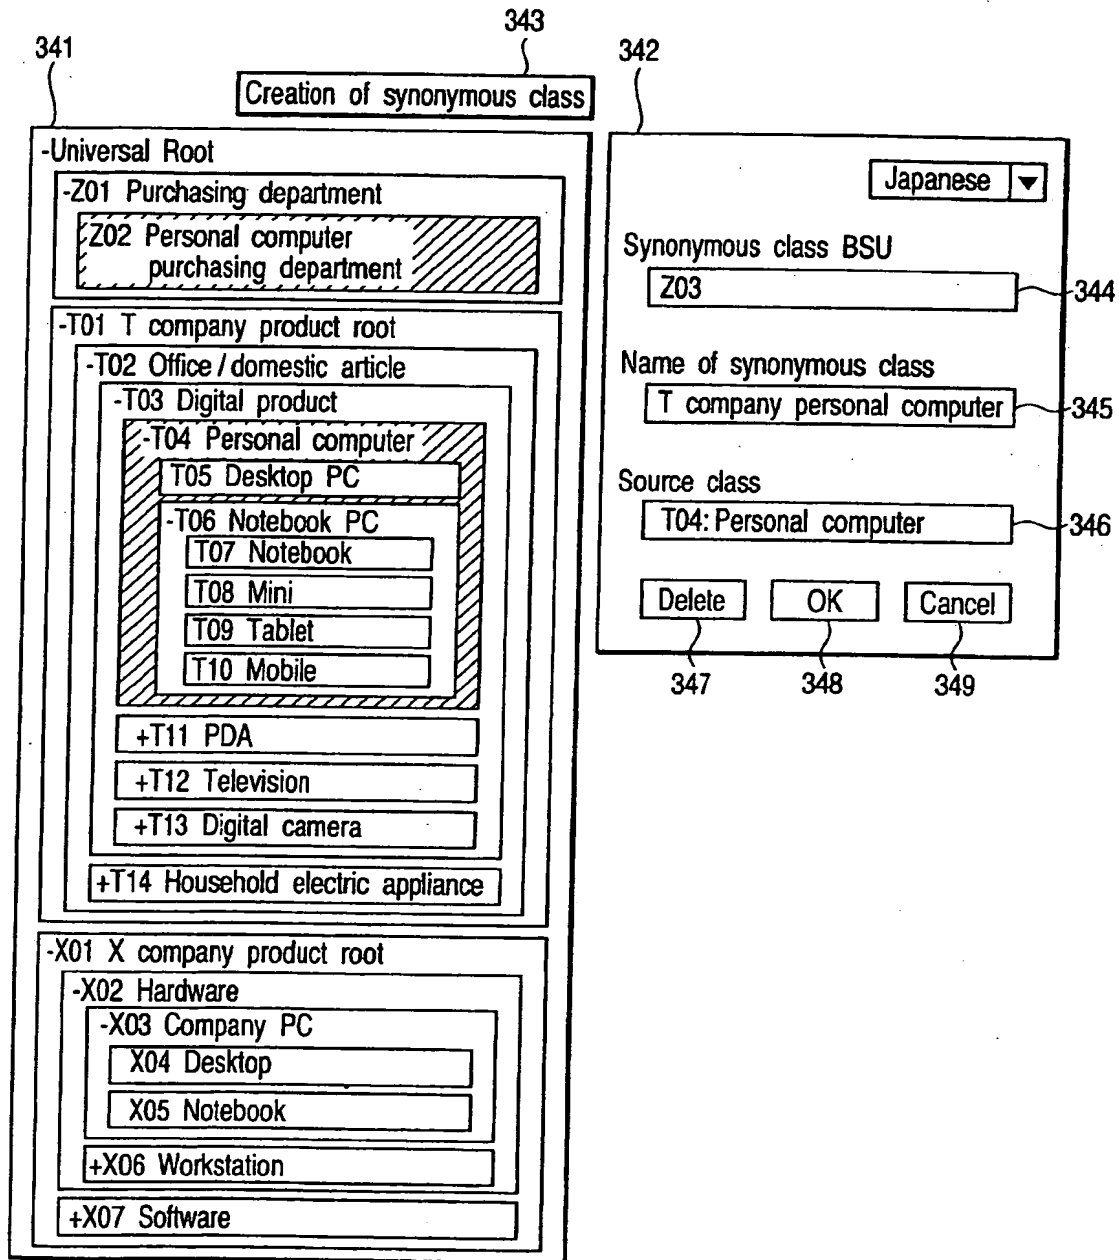 343
341
342
Creation of synonymous class
-Universal Root
-Z01 Purchasing department
Z02 Personal computer
purchasing department
-T01 T company product root
-T02 Office / domestic article
-T03 Digital product
-T04 Personal computer
T05 Desktop PC
-T06 Notebook PC
T07 Notebook
T08 Mini
T09 Tablet
T10 Mobile
+T11 PDA
+T12 Television
+T13 Digital camera
+T14 Household electric appliance
-X01 X company product root
-X02 Hardware
-X03 Company PC
X04 Desktop
X05 Notebook
+X06 Workstation
+X07 Software
Japanese ▼
Synonymous class BSU
Z03
344
Name of synonymous class
T company personal computer
345
Source class
T04: Personal computer
346
Delete OK Cancel
347 348 349